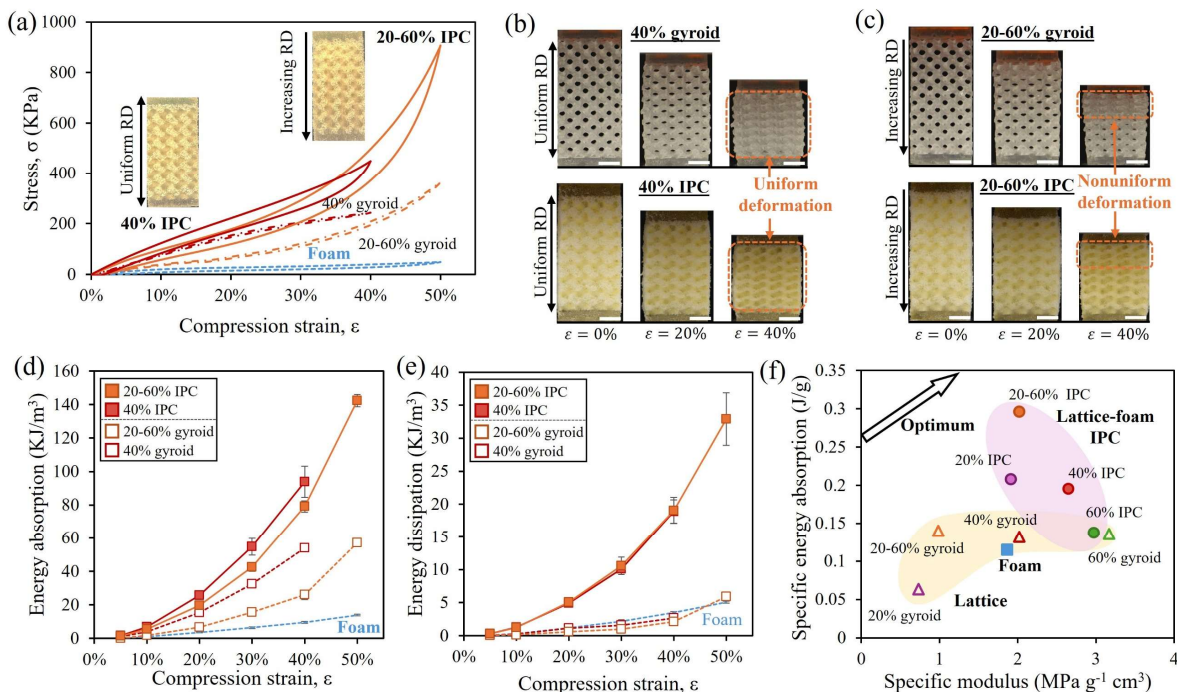 (a)
1000
800
600
400
200
0
Stress, σ (KPa)
0% 10% 20% 30% 40% 50%
Compression strain, ε
20-60% IPC
Increasing RD
Uniform RD
40% IPC
40% gyroid
20-60% gyroid
Foam
(b)
40% gyroid
Uniform RD
40% IPC
Uniform RD
Uniform
deformation
ε = 0% ε = 20% ε = 40%
(c)
20-60% gyroid
Increasing RD
20-60% IPC
Increasing RD
Nonuniform
deformation
ε = 0% ε = 20% ε = 40%
(d)
160
140
120
100
80
60
40
20
0
Energy absorption (KJ/m³)
20-60% IPC
40% IPC
20-60% gyroid
40% gyroid
Foam
0% 10% 20% 30% 40% 50%
Compression strain, ε
(e)
40
35
30
25
20
15
10
5
0
Energy dissipation (KJ/m³)
20-60% IPC
40% IPC
20-60% gyroid
40% gyroid
Foam
0% 10% 20% 30% 40% 50%
Compression strain, ε
(f)
0.35
0.3
0.25
0.2
0.15
0.1
0.05
0
Specific energy absorption (J/g)
Optimum
20-60% IPC
Lattice-foam
IPC
20% IPC
40% IPC
60% IPC
40% gyroid
20-60% gyroid
60% gyroid
Foam
20% gyroid
Lattice
0 1 2 3 4
Specific modulus (MPa g⁻¹ cm³)